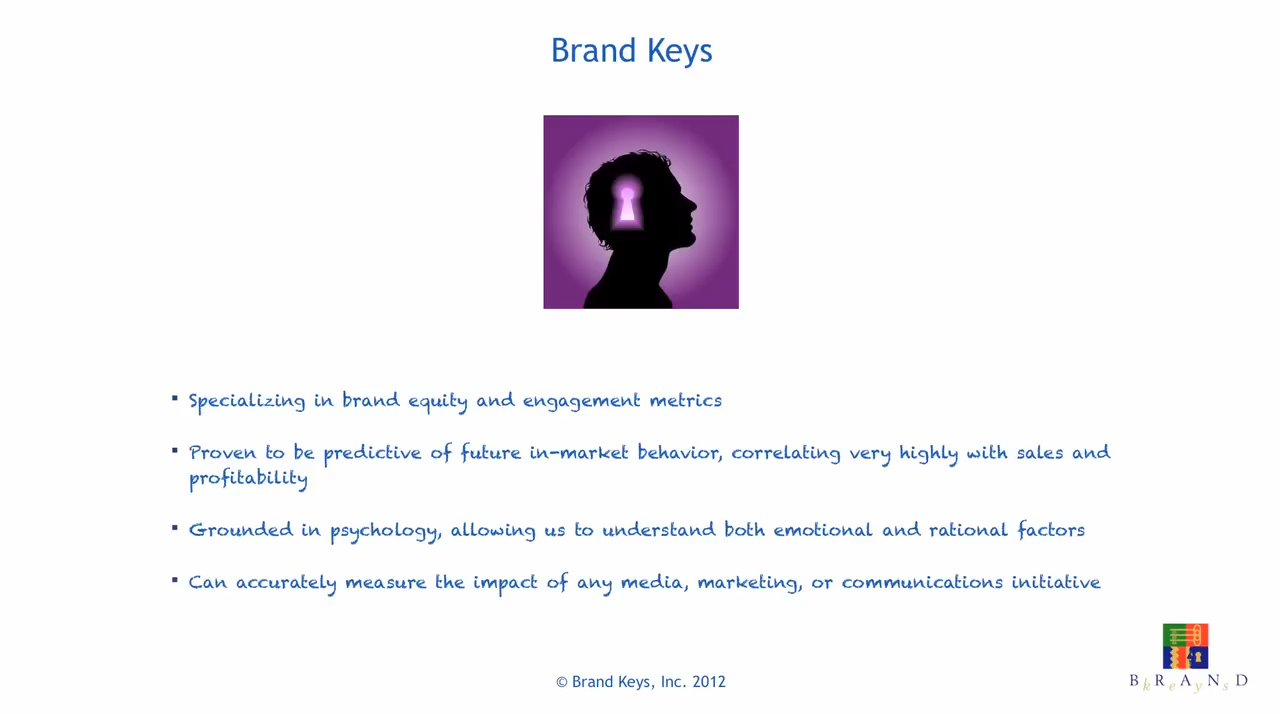 Brand Keys
▪ Specializing in brand equity and engagement metrics
▪ Proven to be predictive of future in-market behavior, correlating very highly with sales and
profitability
▪ Grounded in psychology, allowing us to understand both emotional and rational factors
▪ Can accurately measure the impact of any media, marketing, or communications initiative
© Brand Keys, Inc. 2012
BkReAyNsD